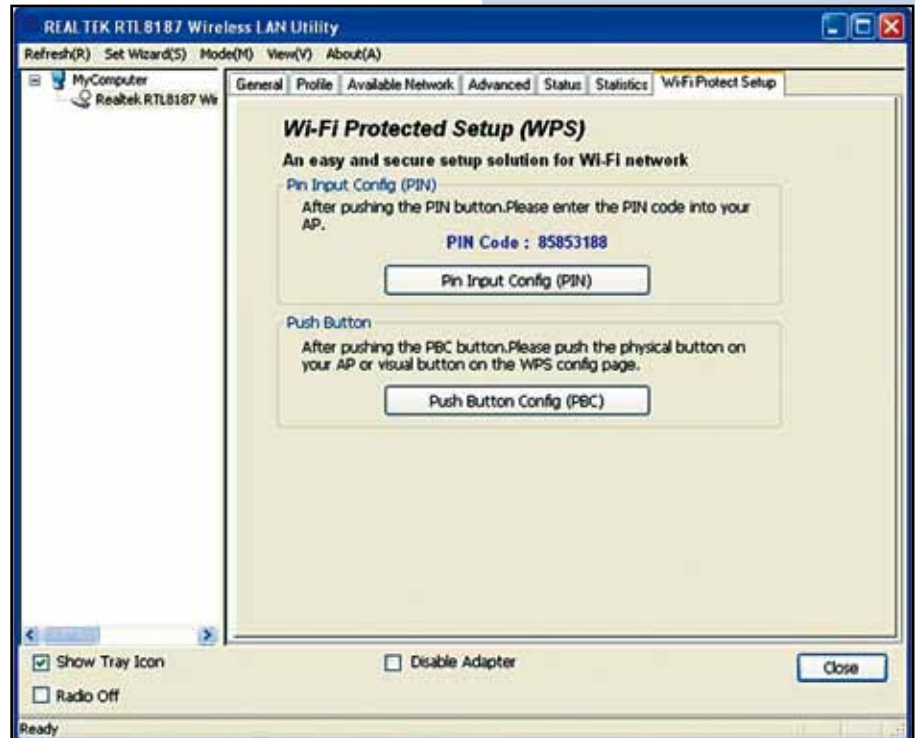 REALTEK RTL8187 Wireless LAN Utility
Refresh(R) Set Wizard(S) Mode(M) View(V) About(A)
MyComputer
Realtek RTL8187 Wir
General Profile Available Network Advanced Status Statistics Wi-Fi Protect Setup
Wi-Fi Protected Setup (WPS)
An easy and secure setup solution for Wi-Fi network
Pin Input Config (PIN)
After pushing the PIN button.Please enter the PIN code into your
AP.
PIN Code : 85853188
Pin Input Config (PIN)
Push Button
After pushing the PBC button.Please push the physical button on
your AP or visual button on the WPS config page.
Push Button Config (PBC)
Show Tray Icon
Disable Adapter
Close
Radio Off
Ready